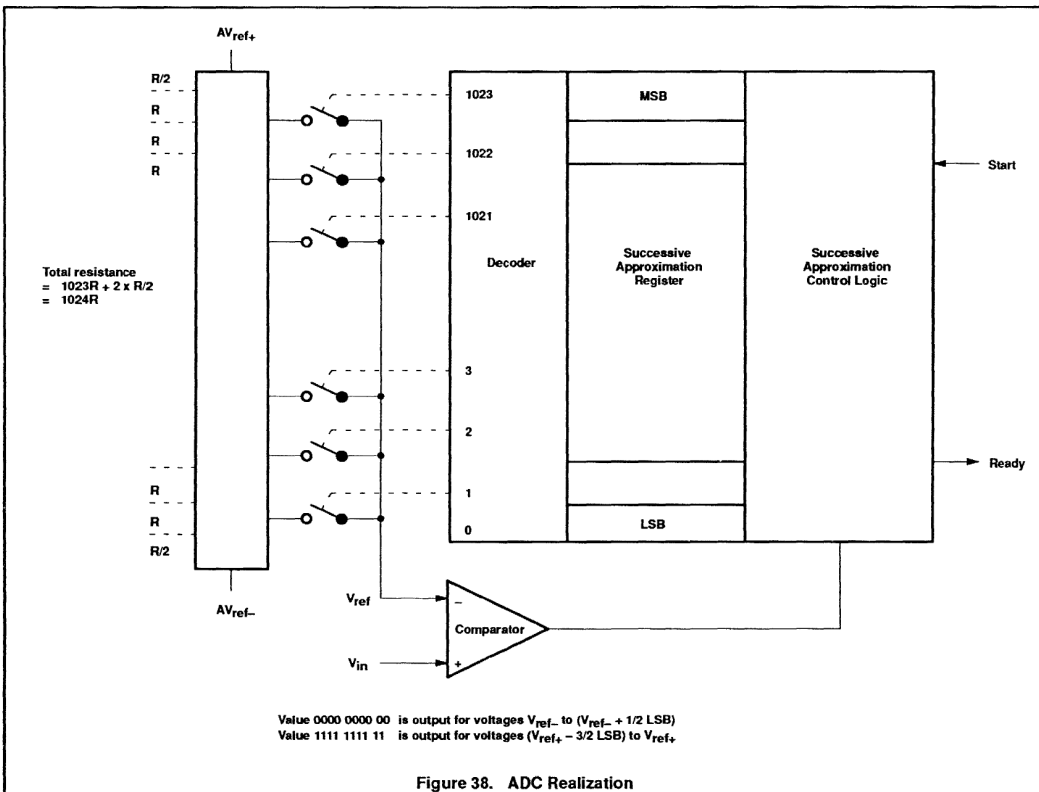 AVref+
R/2
R
R
R
1023
1022
1021
MSB
Start
Decoder
Successive
Approximation
Register
Successive
Approximation
Control Logic
Total resistance
= 1023R + 2 x R/2
= 1024R
3
2
1
0
LSB
Ready
R
R
R/2
AVref–
Vref
–
Comparator
Vin
+
Value 0000 0000 00 is output for voltages Vref– to (Vref– + 1/2 LSB)
Value 1111 1111 11 is output for voltages (Vref+ – 3/2 LSB) to Vref+
Figure 38. ADC Realization